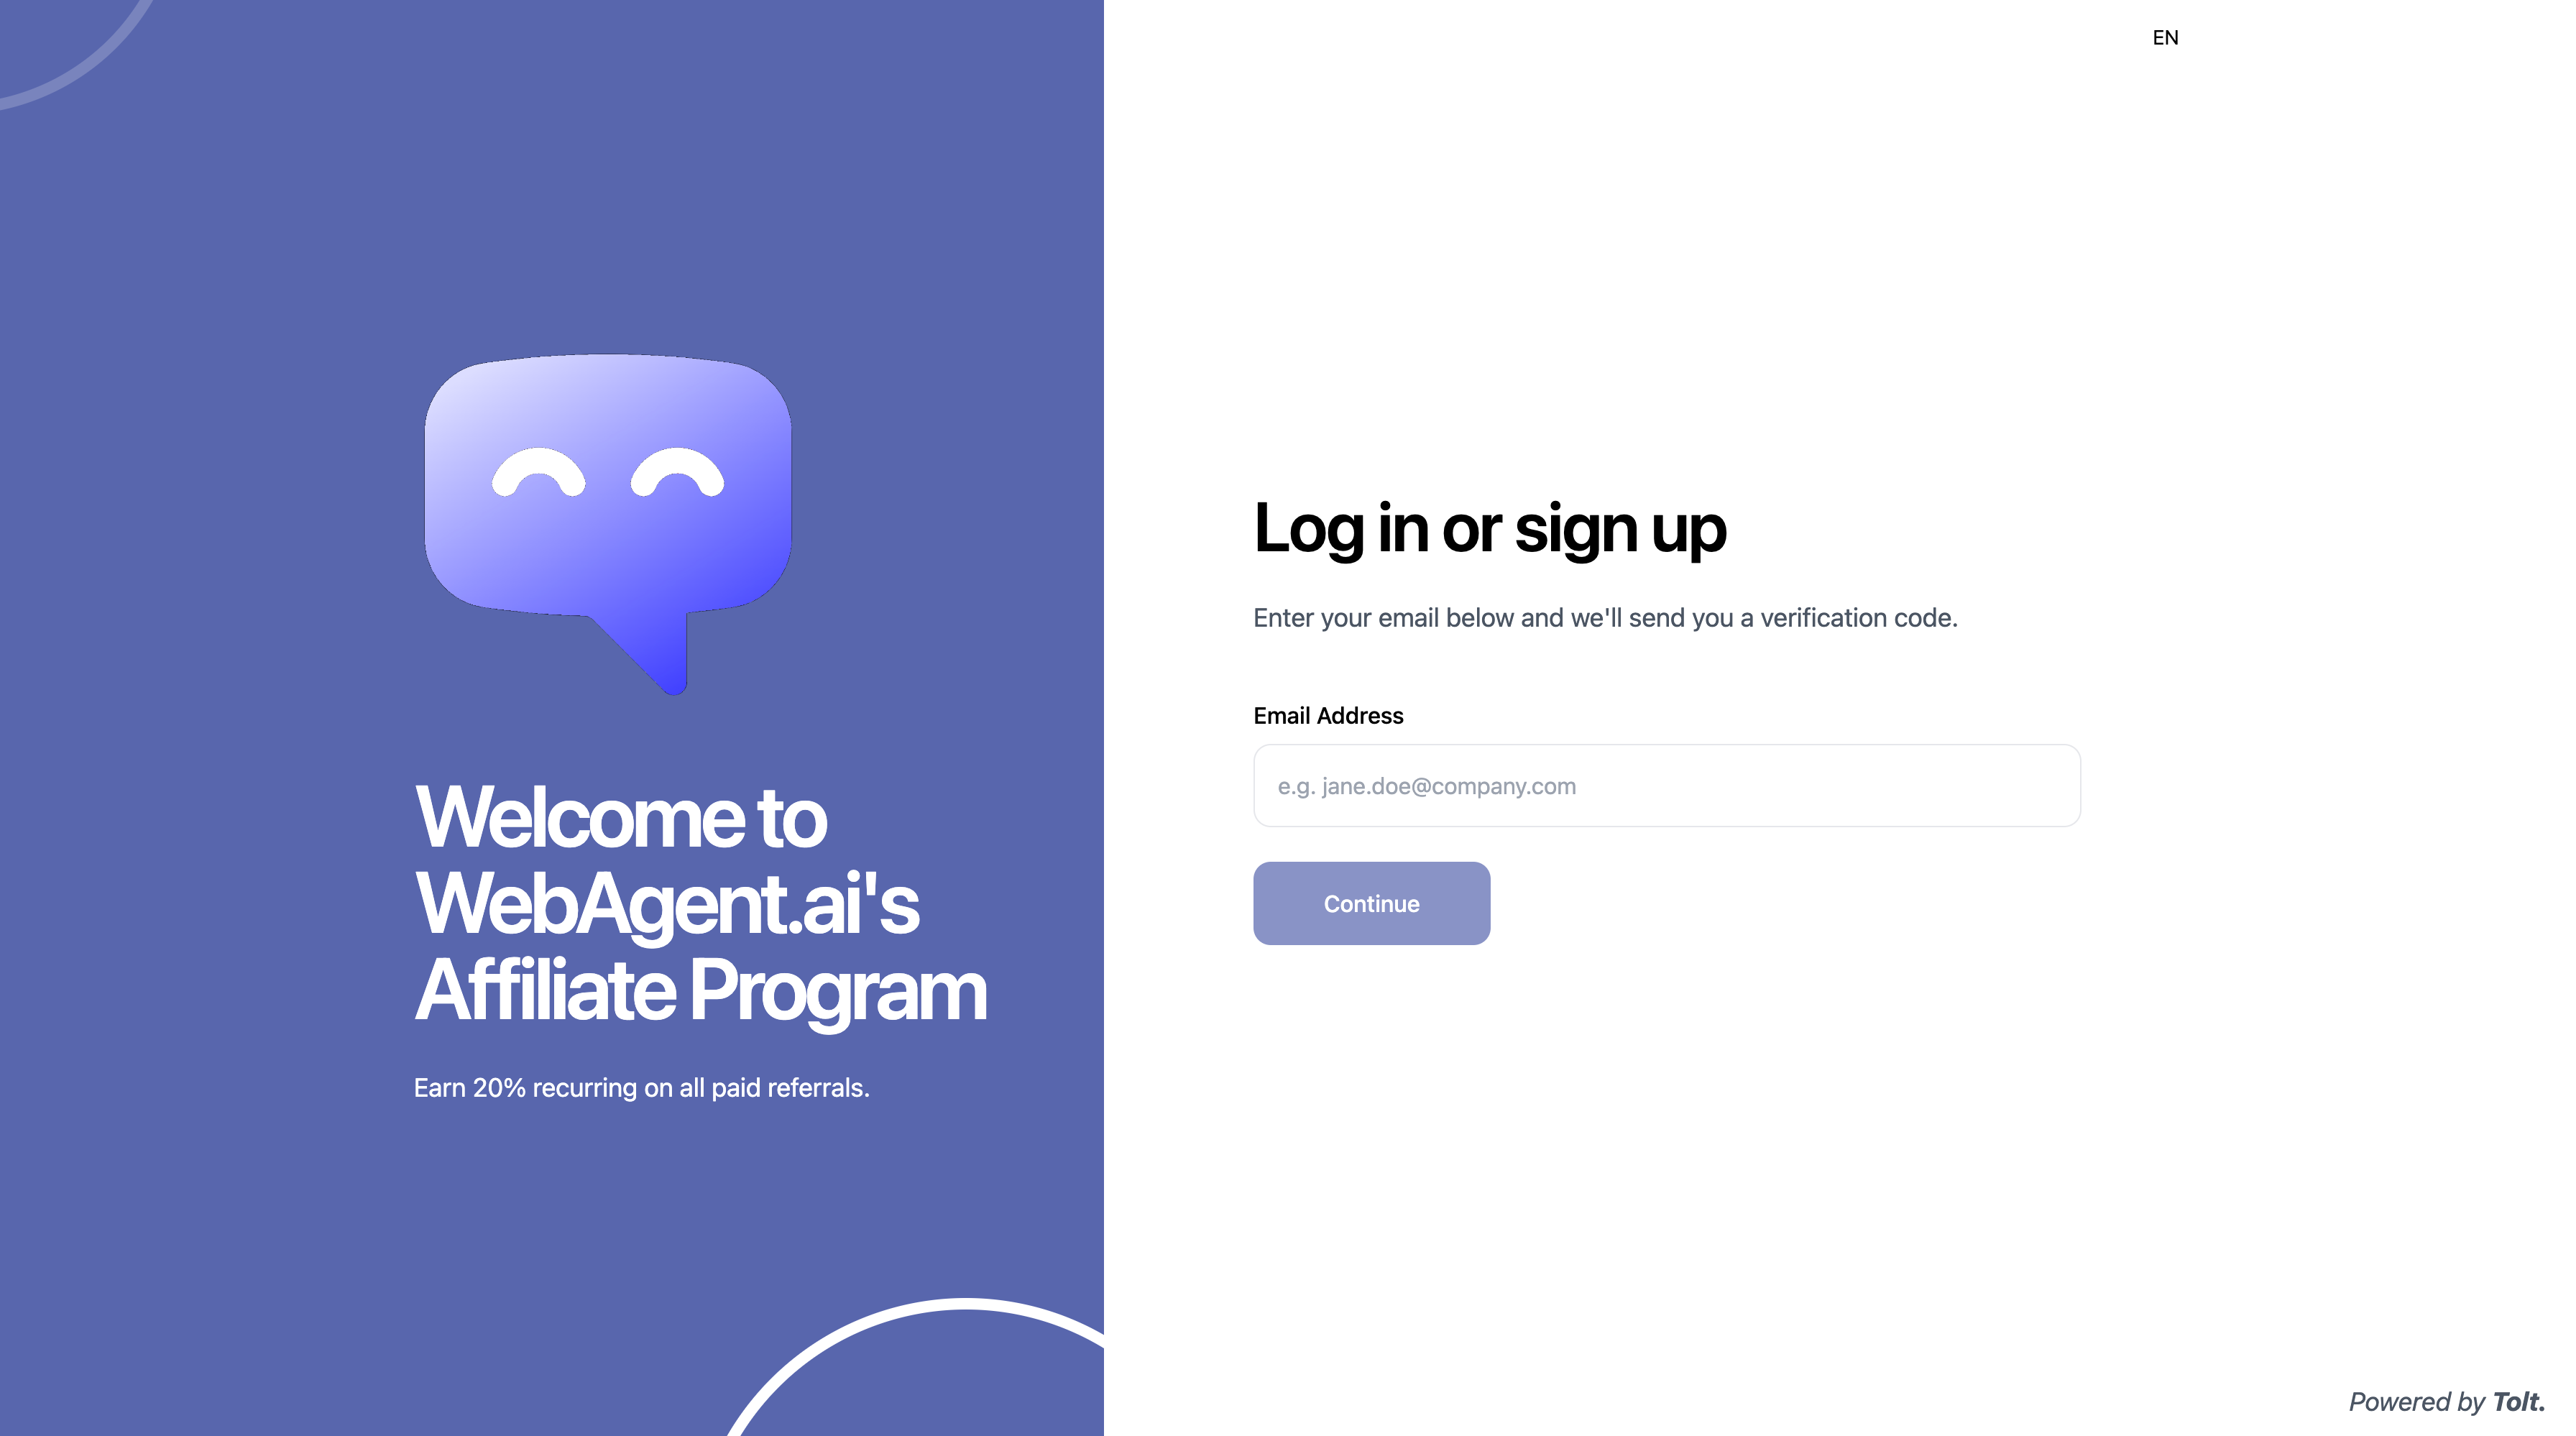 EN
Welcome to
WebAgent.ai's
Affiliate Program
Earn 20% recurring on all paid referrals.
Log in or sign up
Enter your email below and we'll send you a verification code.
Email Address
e.g. jane.doe@company.com
Continue
Powered by Tolt.